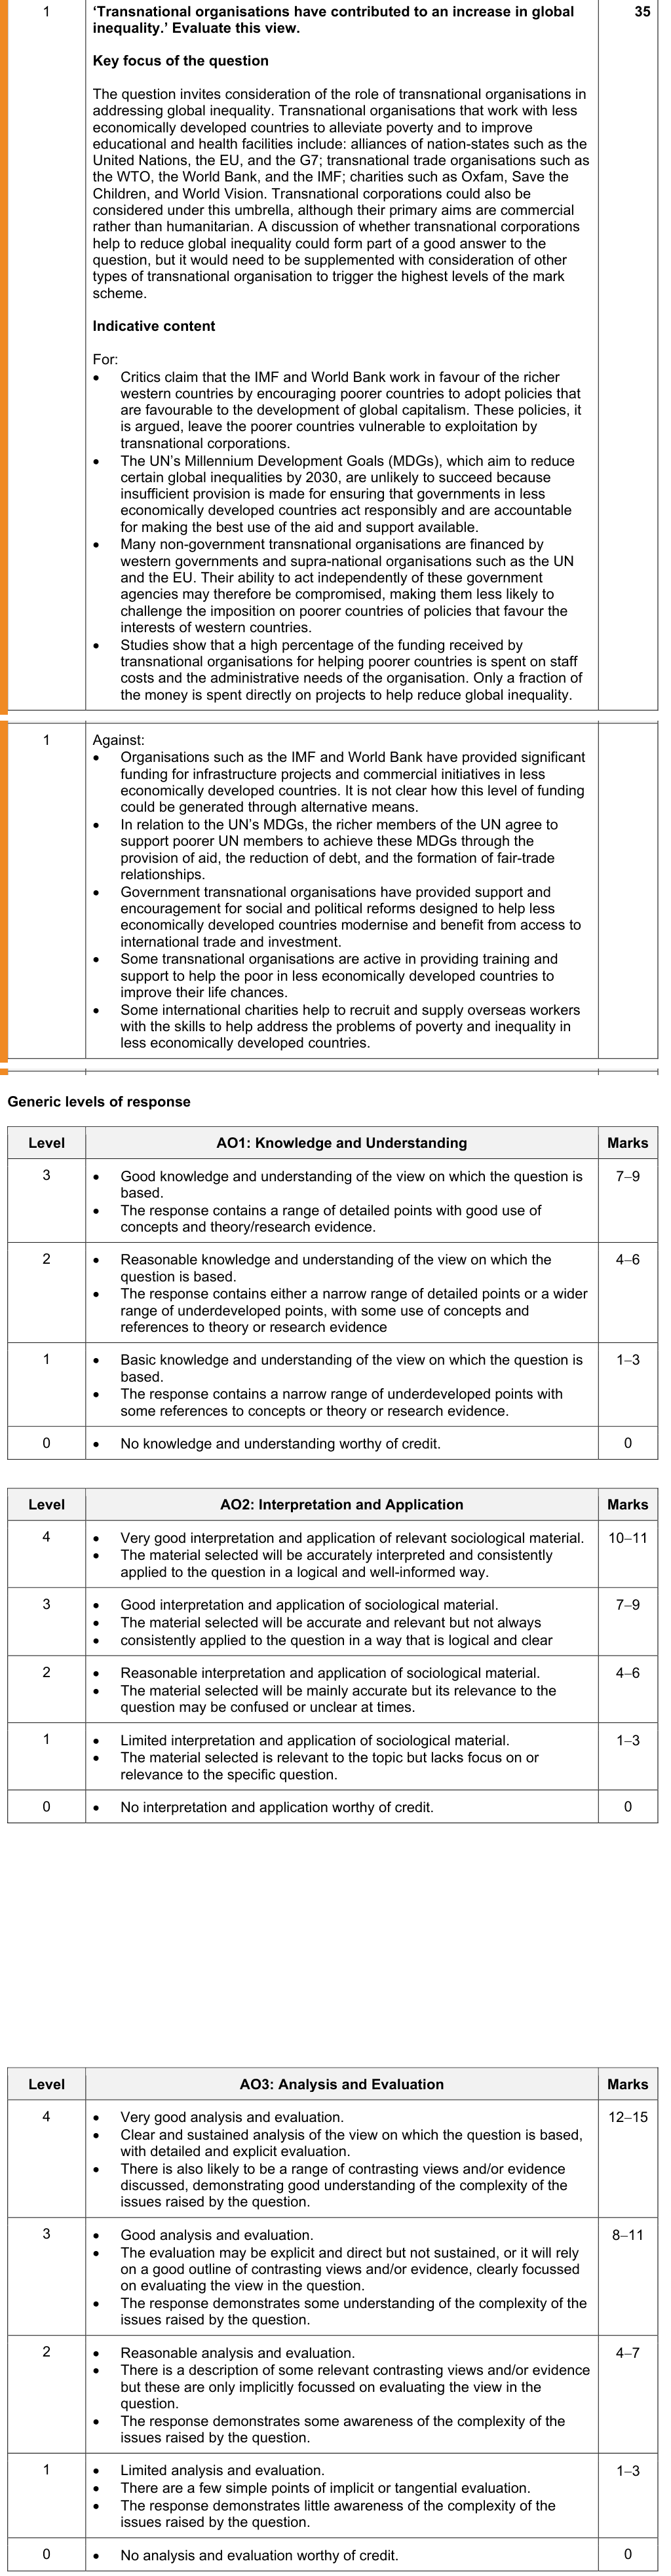 1
‘Transnational organisations have contributed to an increase in global
35
inequality.’ Evaluate this view.
Key focus of the question
The question invites consideration of the role of transnational organisations in
addressing global inequality. Transnational organisations that work with less
economically developed countries to alleviate poverty and to improve
educational and health facilities include: alliances of nation-states such as the
United Nations, the EU, and the G7; transnational trade organisations such as
the WTO, the World Bank, and the IMF; charities such as Oxfam, Save the
Children, and World Vision. Transnational corporations could also be
considered under this umbrella, although their primary aims are commercial
rather than humanitarian. A discussion of whether transnational corporations
help to reduce global inequality could form part of a good answer to the
question, but it would need to be supplemented with consideration of other
types of transnational organisation to trigger the highest levels of the mark
scheme.
Indicative content
For:
• Critics claim that the IMF and World Bank work in favour of the richer
western countries by encouraging poorer countries to adopt policies that
are favourable to the development of global capitalism. These policies, it
is argued, leave the poorer countries vulnerable to exploitation by
transnational corporations.
• The UN’s Millennium Development Goals (MDGs), which aim to reduce
certain global inequalities by 2030, are unlikely to succeed because
insufficient provision is made for ensuring that governments in less
economically developed countries act responsibly and are accountable
for making the best use of the aid and support available.
• Many non-government transnational organisations are financed by
western governments and supra-national organisations such as the UN
and the EU. Their ability to act independently of these government
agencies may therefore be compromised, making them less likely to
challenge the imposition on poorer countries of policies that favour the
interests of western countries.
• Studies show that a high percentage of the funding received by
transnational organisations for helping poorer countries is spent on staff
costs and the administrative needs of the organisation. Only a fraction of
the money is spent directly on projects to help reduce global inequality.
1
Against:
• Organisations such as the IMF and World Bank have provided significant
funding for infrastructure projects and commercial initiatives in less
economically developed countries. It is not clear how this level of funding
could be generated through alternative means.
• In relation to the UN’s MDGs, the richer members of the UN agree to
support poorer UN members to achieve these MDGs through the
provision of aid, the reduction of debt, and the formation of fair-trade
relationships.
• Government transnational organisations have provided support and
encouragement for social and political reforms designed to help less
economically developed countries modernise and benefit from access to
international trade and investment.
• Some transnational organisations are active in providing training and
support to help the poor in less economically developed countries to
improve their life chances.
• Some international charities help to recruit and supply overseas workers
with the skills to help address the problems of poverty and inequality in
less economically developed countries.
Generic levels of response
Level AO1: Knowledge and Understanding Marks
3 • Good knowledge and understanding of the view on which the question is 7–9
based.
• The response contains a range of detailed points with good use of
concepts and theory/research evidence.
2 • Reasonable knowledge and understanding of the view on which the 4–6
question is based.
• The response contains either a narrow range of detailed points or a wider
range of underdeveloped points, with some use of concepts and
references to theory or research evidence
1 • Basic knowledge and understanding of the view on which the question is 1–3
based.
• The response contains a narrow range of underdeveloped points with
some references to concepts or theory or research evidence.
0 • No knowledge and understanding worthy of credit. 0
Level AO2: Interpretation and Application Marks
4 • Very good interpretation and application of relevant sociological material. 10–11
• The material selected will be accurately interpreted and consistently
applied to the question in a logical and well-informed way.
3 • Good interpretation and application of sociological material. 7–9
• The material selected will be accurate and relevant but not always
• consistently applied to the question in a way that is logical and clear
2 • Reasonable interpretation and application of sociological material. 4–6
• The material selected will be mainly accurate but its relevance to the
question may be confused or unclear at times.
1 • Limited interpretation and application of sociological material. 1–3
• The material selected is relevant to the topic but lacks focus on or
relevance to the specific question.
0 • No interpretation and application worthy of credit. 0
Level AO3: Analysis and Evaluation Marks
4 • Very good analysis and evaluation. 12–15
• Clear and sustained analysis of the view on which the question is based,
with detailed and explicit evaluation.
• There is also likely to be a range of contrasting views and/or evidence
discussed, demonstrating good understanding of the complexity of the
issues raised by the question.
3 • Good analysis and evaluation. 8–11
• The evaluation may be explicit and direct but not sustained, or it will rely
on a good outline of contrasting views and/or evidence, clearly focussed
on evaluating the view in the question.
• The response demonstrates some understanding of the complexity of the
issues raised by the question.
2 • Reasonable analysis and evaluation. 4–7
• There is a description of some relevant contrasting views and/or evidence
but these are only implicitly focussed on evaluating the view in the
question.
• The response demonstrates some awareness of the complexity of the
issues raised by the question.
1 • Limited analysis and evaluation. 1–3
• There are a few simple points of implicit or tangential evaluation.
• The response demonstrates little awareness of the complexity of the
issues raised by the question.
0 • No analysis and evaluation worthy of credit. 0